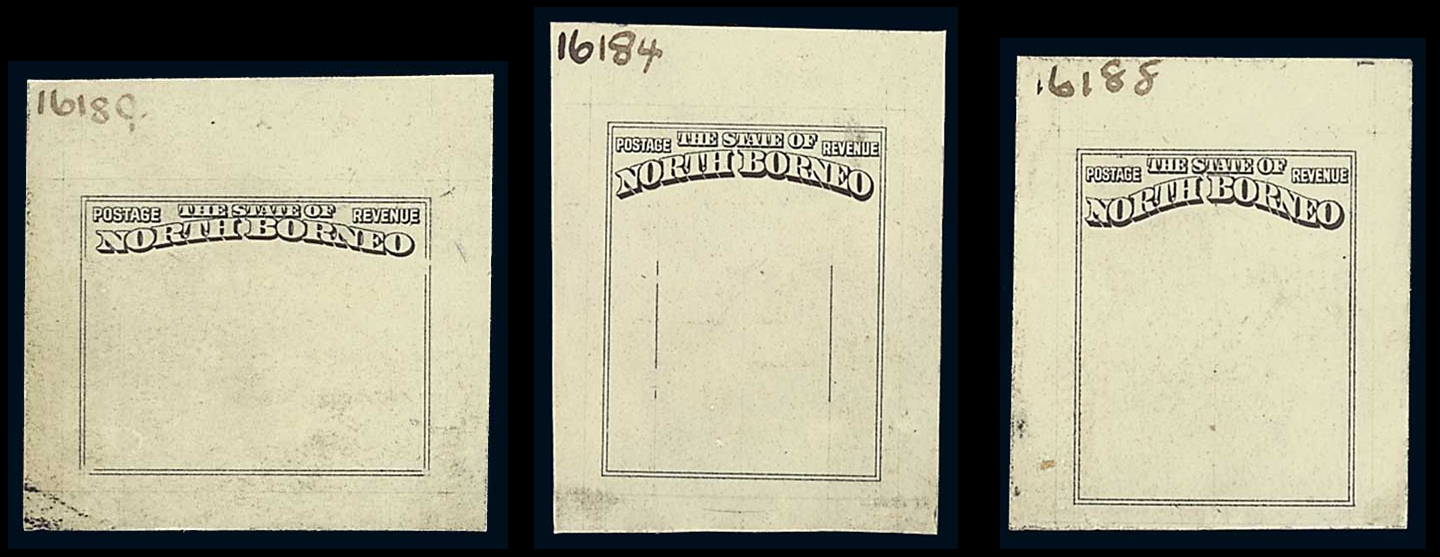 POSTAGE THE STATE OF REVENUE
NORTH BORNEO
16184
POSTAGE THE STATE OF REVENUE
NORTH BORNEO
16188
POSTAGE THE STATE OF REVENUE
NORTH BORNEO